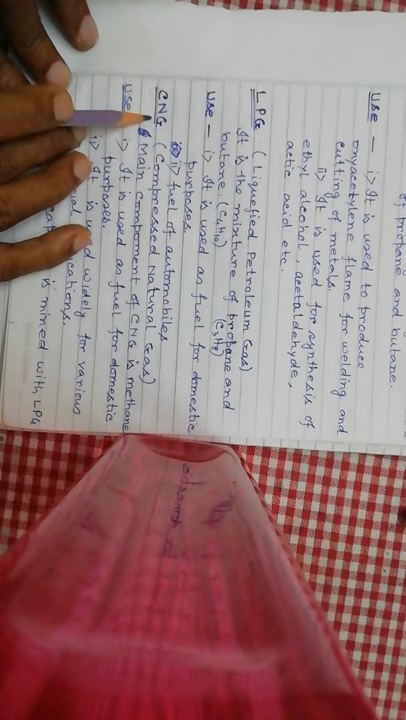 of propane and butane.
Use - i) It is used to produce
oxyacetylene flame for welding and
cutting of metals.
ii) It is used for synthesis of
ethyl alcohol, acetaldehyde,
actic acid etc.
LPG (Liquefied Petroleum Gas)
It is the mixture of propane and
butane. (C4H10) (C3H8)
Use - i) It is used as fuel for domestic
purposes.
ii) fuel of automobiles
CNG (Compressed Natural Gas)
Main Component of CNG is methane
Use i) It is used as fuel for domestic
purposes.
ii) It is used widely for various
is mixed with LPG